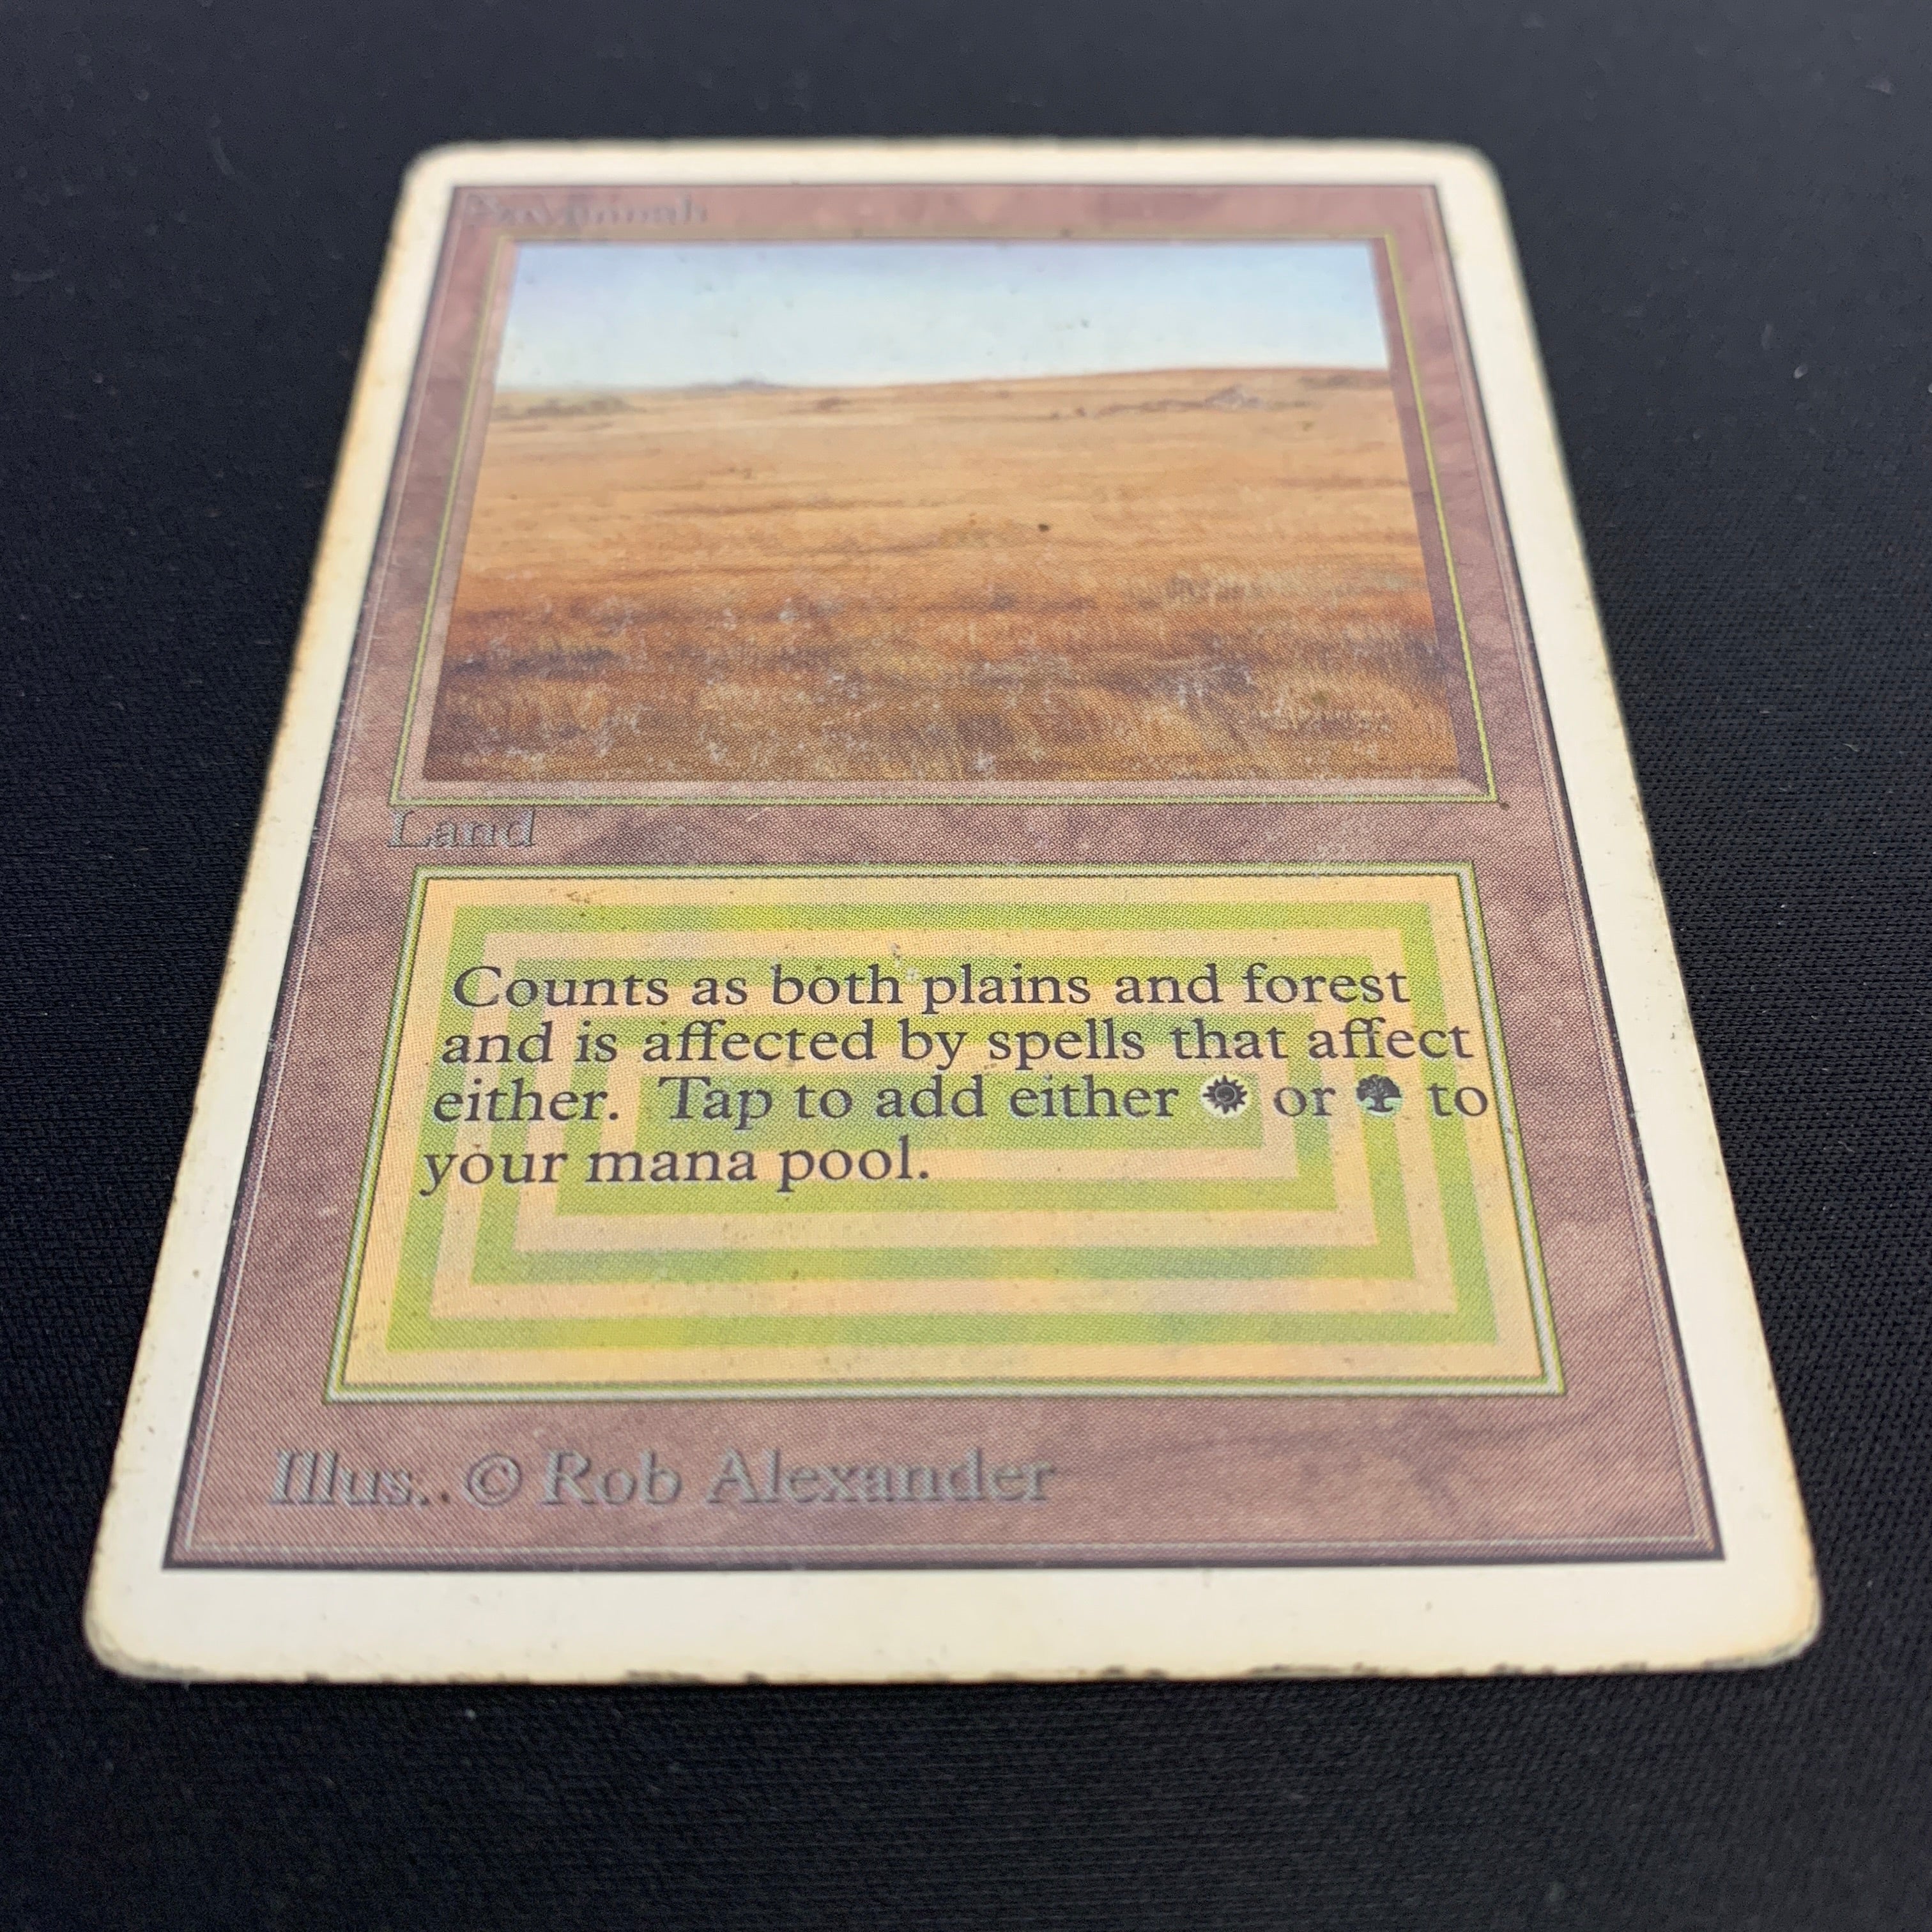 Savannah
Land
Counts as both plains and forest
and is affected by spells that affect
either. Tap to add either or to
your mana pool.
Illus. © Rob Alexander